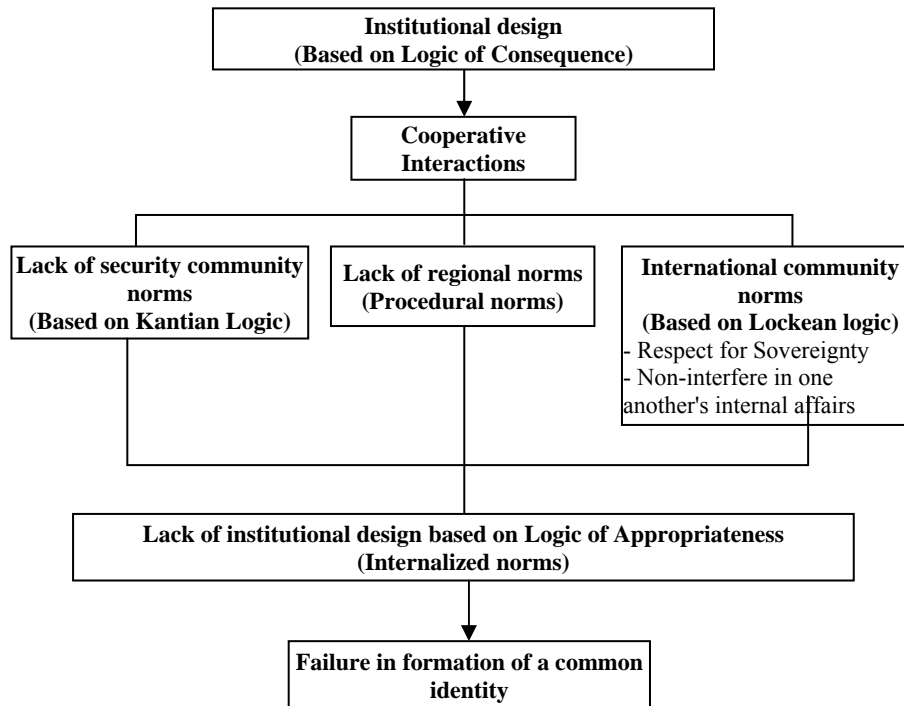 Institutional design
(Based on Logic of Consequence)
Cooperative
Interactions
Lack of security community
norms
(Based on Kantian Logic)
Lack of regional norms
(Procedural norms)
International community
norms
(Based on Lockean logic)
- Respect for Sovereignty
- Non-interfere in one
another's internal affairs
Lack of institutional design based on Logic of Appropriateness
(Internalized norms)
Failure in formation of a common
identity